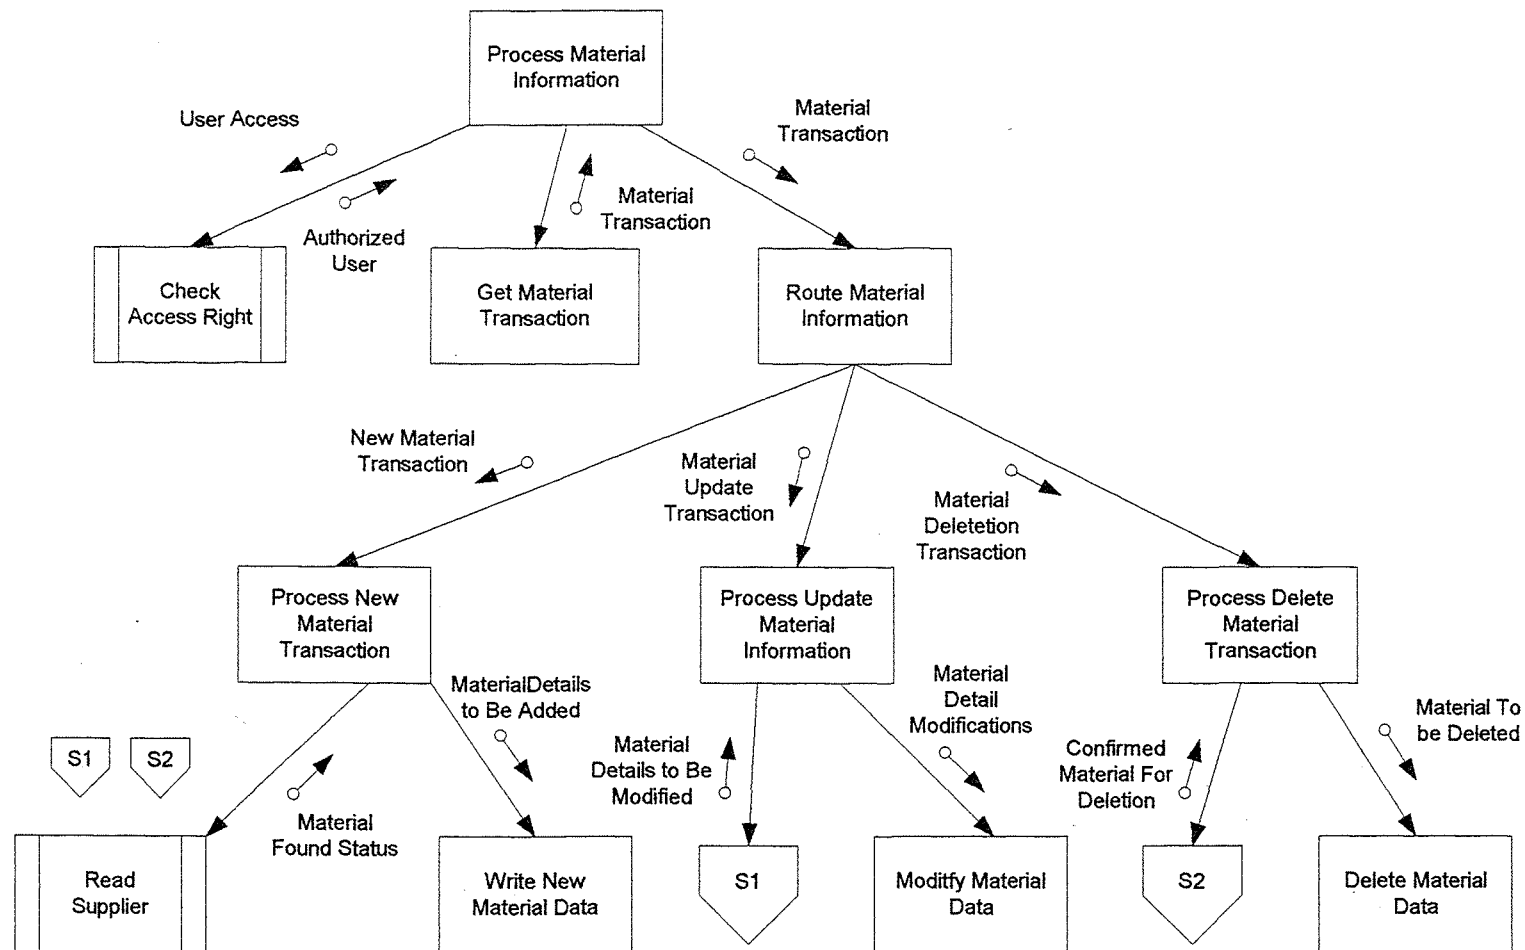 Process Material
Information
User Access
Material
Transaction
Authorized
User
Material
Transaction
Check
Access Right
Get Material
Transaction
Route Material
Information
New Material
Transaction
Material
Update
Transaction
Material
Deletetion
Transaction
Process New
Material
Transaction
Process Update
Material
Information
Process Delete
Material
Transaction
MaterialDetails
to Be Added
Material
Detail
Modifications
Material To
be Deleted
S1
S2
Material
Details to Be
Modified
Confirmed
Material For
Deletion
Material
Found Status
Read
Supplier
Write New
Material Data
S1
Moditfy Material
Data
S2
Delete Material
Data